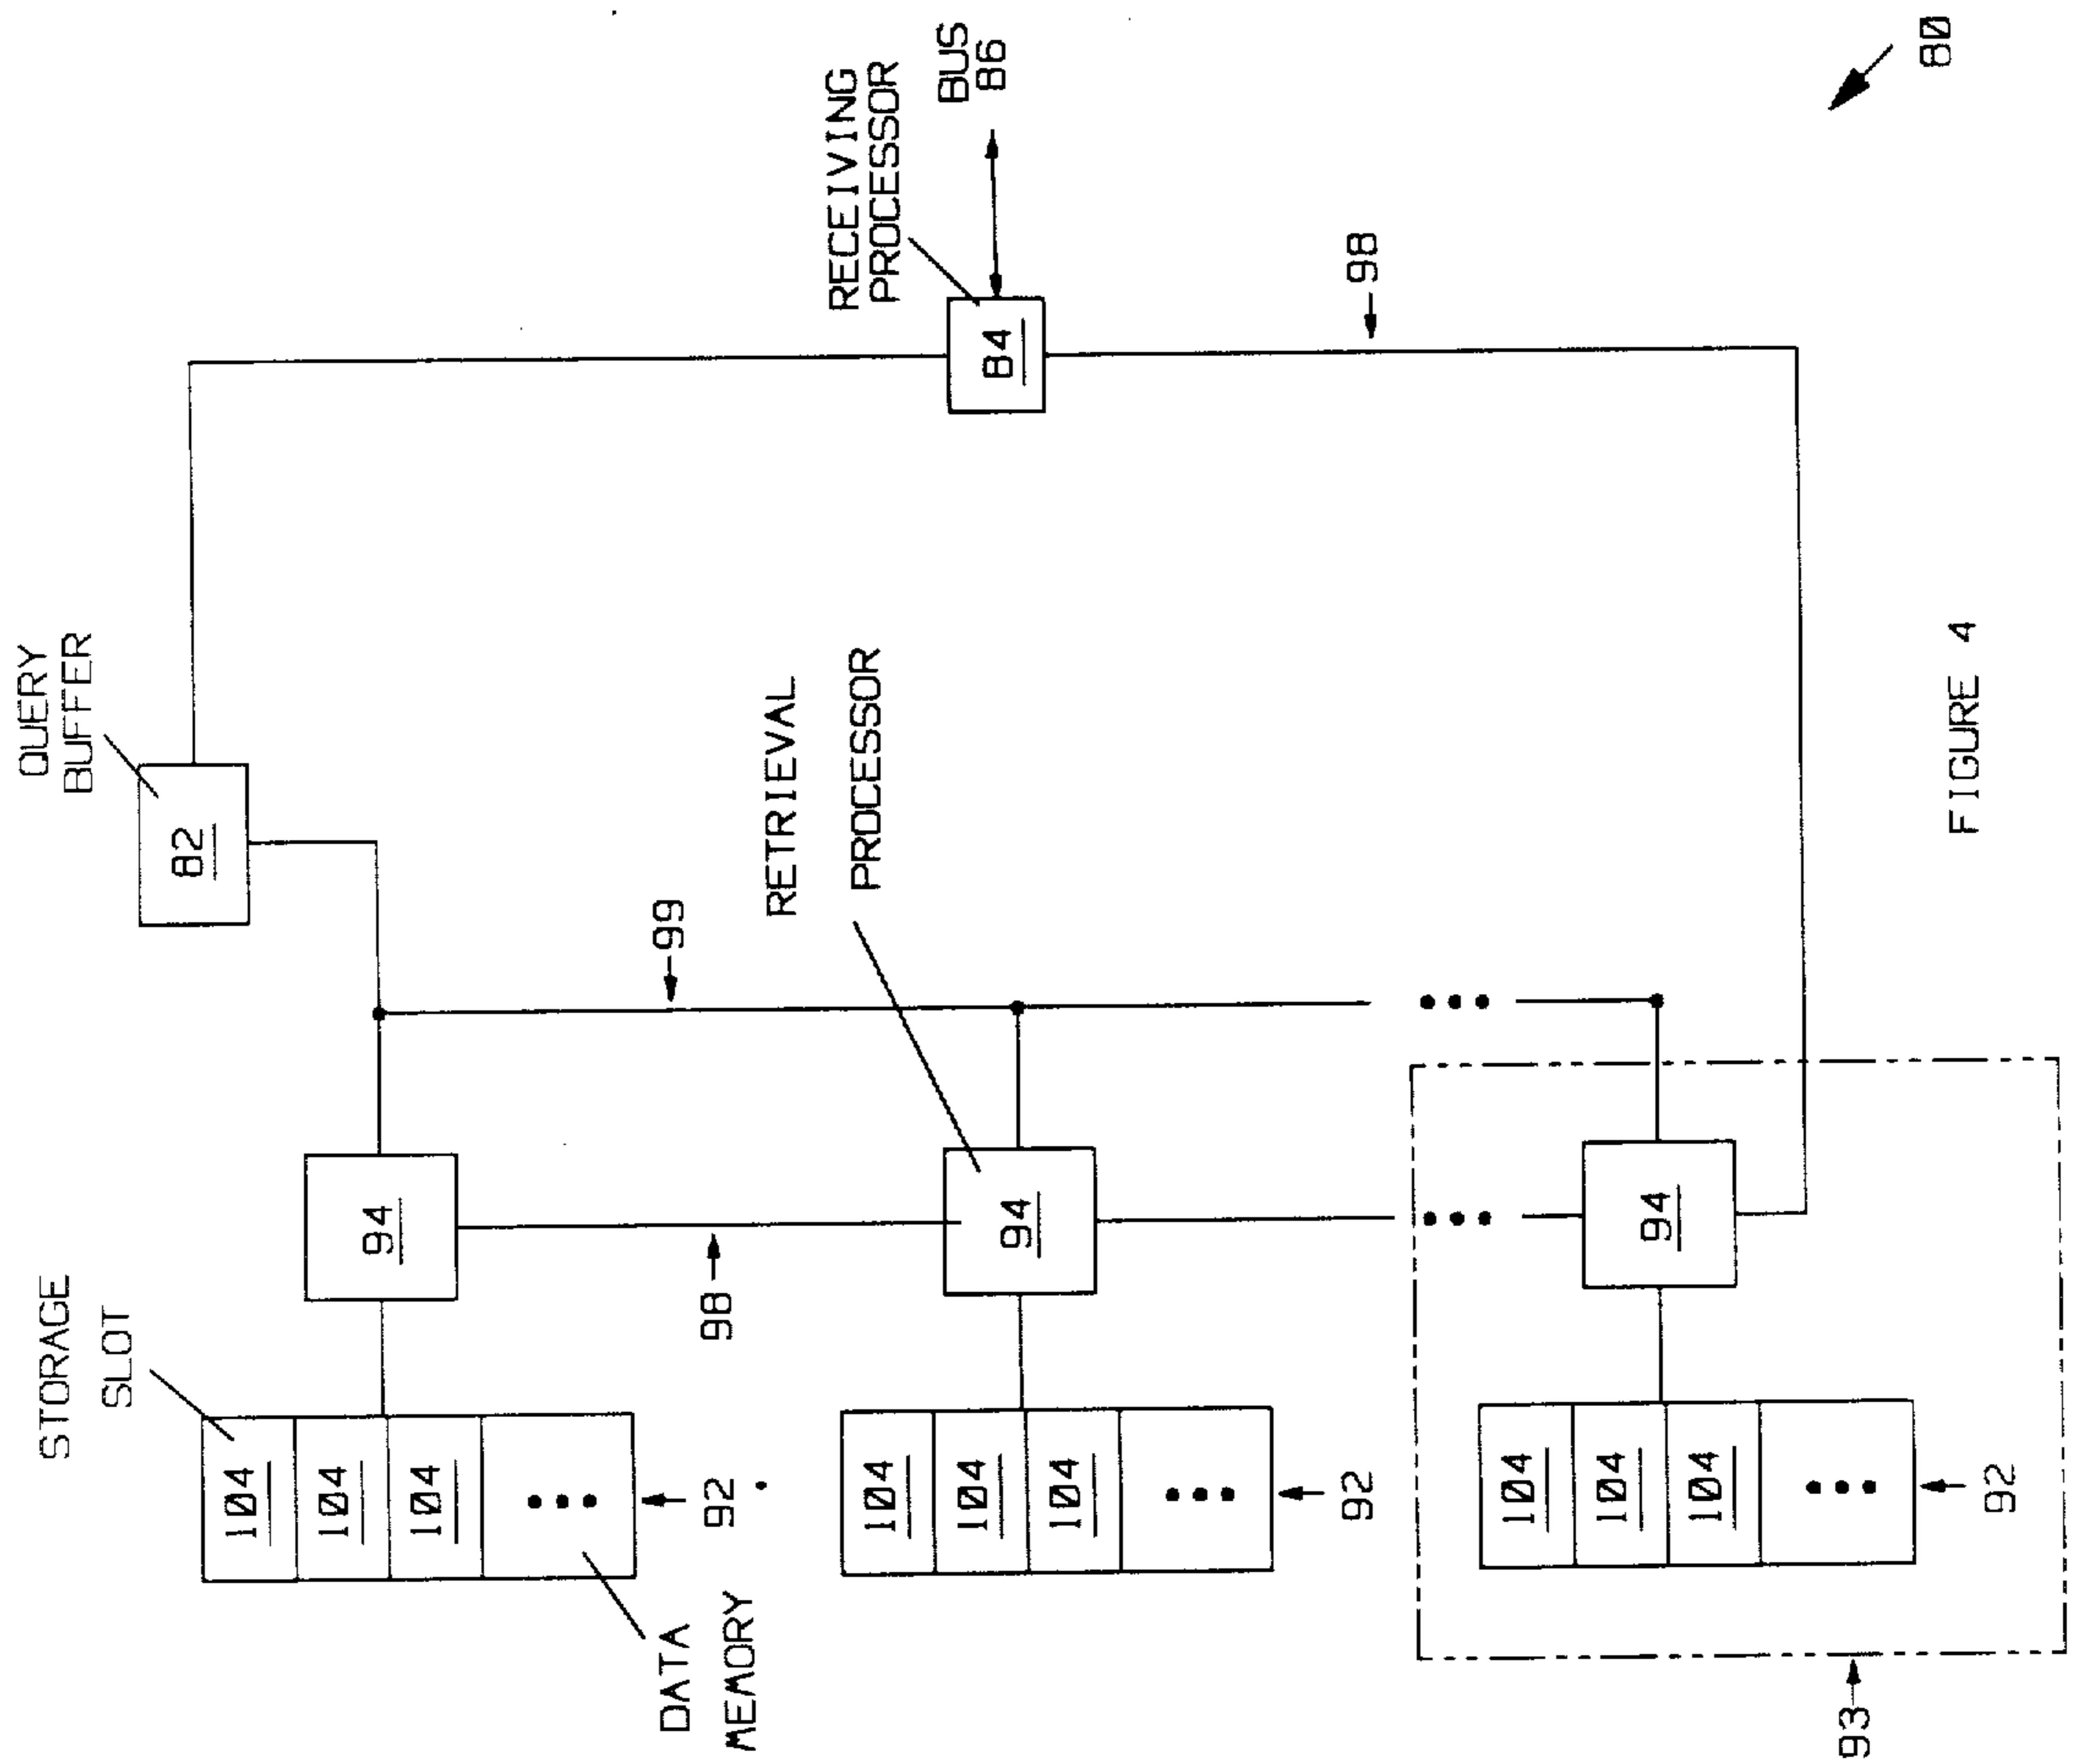 STORAGE
SLOT
QUERY
BUFFER
82
104
104
104
94
99
DATA
MEMORY
92
98
RETRIEVAL
PROCESSOR
RECEIVING
PROCESSOR
BUS
86
104
104
104
94
84
92
98
104
104
104
94
93
92
80
FIGURE 4